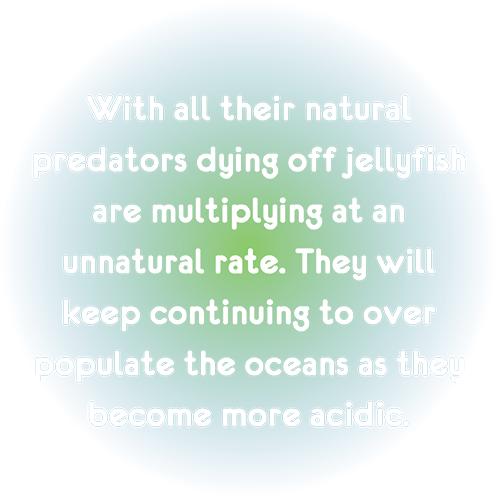 With all their natural
predators dying off jellyfish
are multiplying at an
unnatural rate. They will
keep continuing to over
populate the oceans as they
become more acidic.